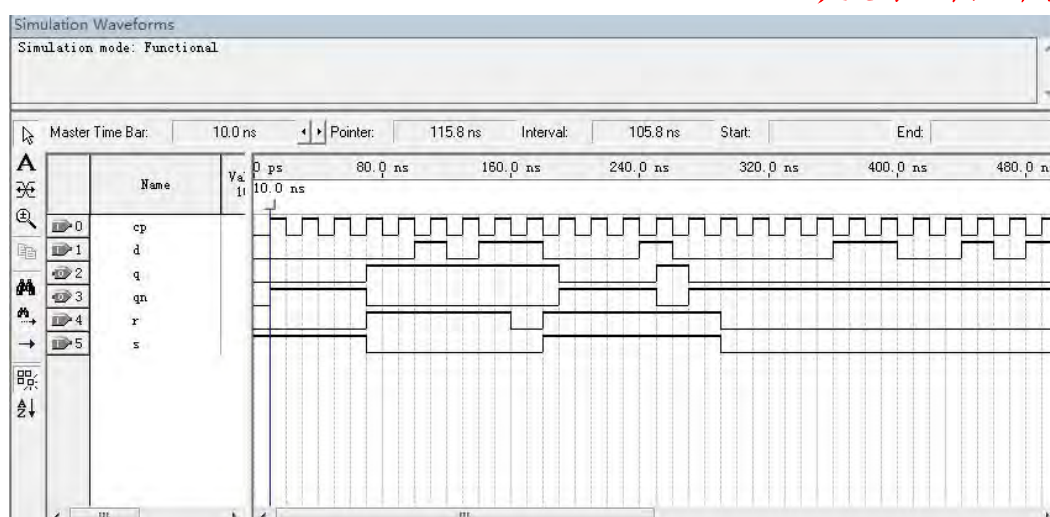 Simulation Waveforms
Simulation mode: Functional
Master Time Bar: 10.0 ns Pointer: 115.8 ns Interval: 105.8 ns Start: End:
Name
0 ps 80.0 ns 160.0 ns 240.0 ns 320.0 ns 400.0 ns 480.0 n
10.0 ns
0 cp
1 d
2 q
3 qn
4 r
5 s